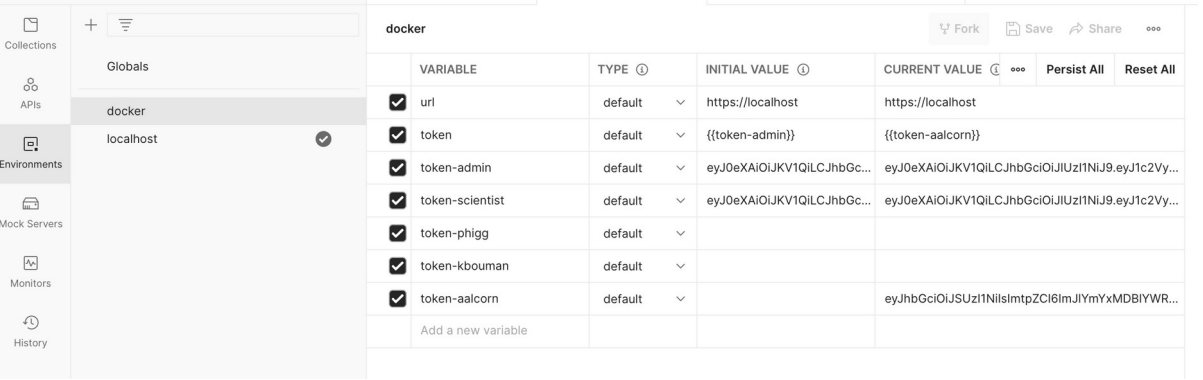 Collections
APIs
Environments
Mock Servers
Monitors
History
Globals
docker
localhost
docker
Fork Save Share
VARIABLE TYPE INITIAL VALUE CURRENT VALUE Persist All Reset All
url default https://localhost https://localhost
token default {{token-admin}} {{token-aalcorn}}
token-admin default eyJ0eXAiOiJKV1QiLCJhbGc... eyJ0eXAiOiJKV1QiLCJhbGciOiJIUzI1NiJ9.eyJ1c2Vy...
token-scientist default eyJ0eXAiOiJKV1QiLCJhbGc... eyJ0eXAiOiJKV1QiLCJhbGciOiJIUzI1NiJ9.eyJ1c2Vy...
token-phigg default
token-kbouman default
token-aalcorn default eyJhbGciOiJSUzI1NiIsImtpZCI6ImJlYmYxMDBlYWR...
Add a new variable